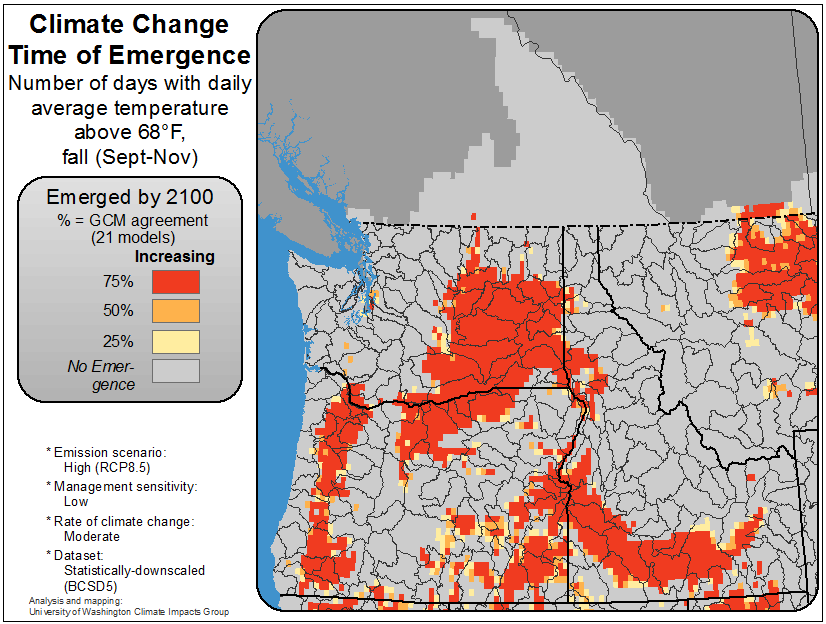 Climate Change
Time of Emergence
Number of days with daily
average temperature
above 68°F,
fall (Sept-Nov)
Emerged by 2100
% = GCM agreement
(21 models)
Increasing
75%
50%
25%
No Emer-
gence
* Emission scenario:
High (RCP8.5)
* Management sensitivity:
Low
* Rate of climate change:
Moderate
* Dataset:
Statistically-downscaled
(BCSD5)
Analysis and mapping:
University of Washington Climate Impacts Group